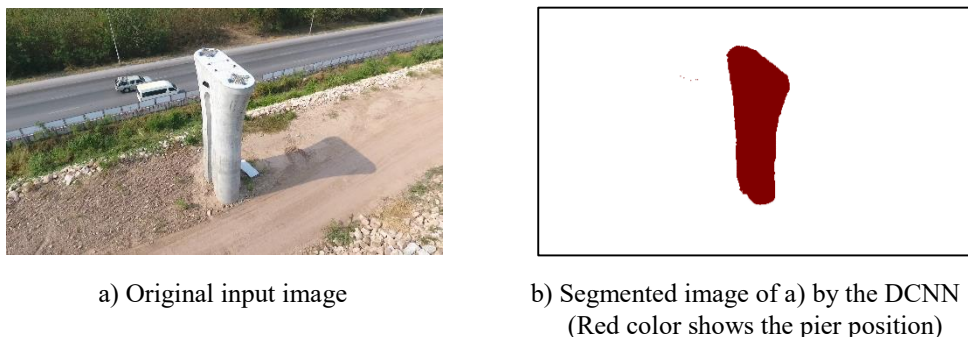 a) Original input image
b) Segmented image of a) by the DCNN
(Red color shows the pier position)